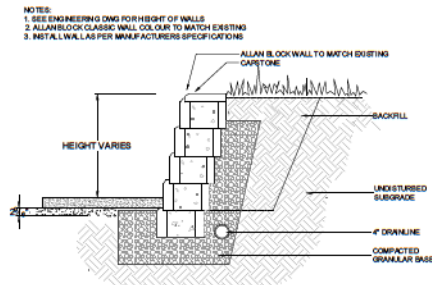 NOTES:
1. SEE ENGINEERING DWG FOR HEIGHT OF WALLS
2. ALLAN BLOCK CLASSIC WALL COLOUR TO MATCH EXISTING
3. INSTALL WALL AS PER MANUFACTURERS SPECIFICATIONS
ALLAN BLOCK WALL TO MATCH EXISTING
CAPSTONE
BACKFILL
HEIGHT VARIES
UNDISTURBED
SUBGRADE
2"
4" DRAINLINE
COMPACTED
GRANULAR BASE